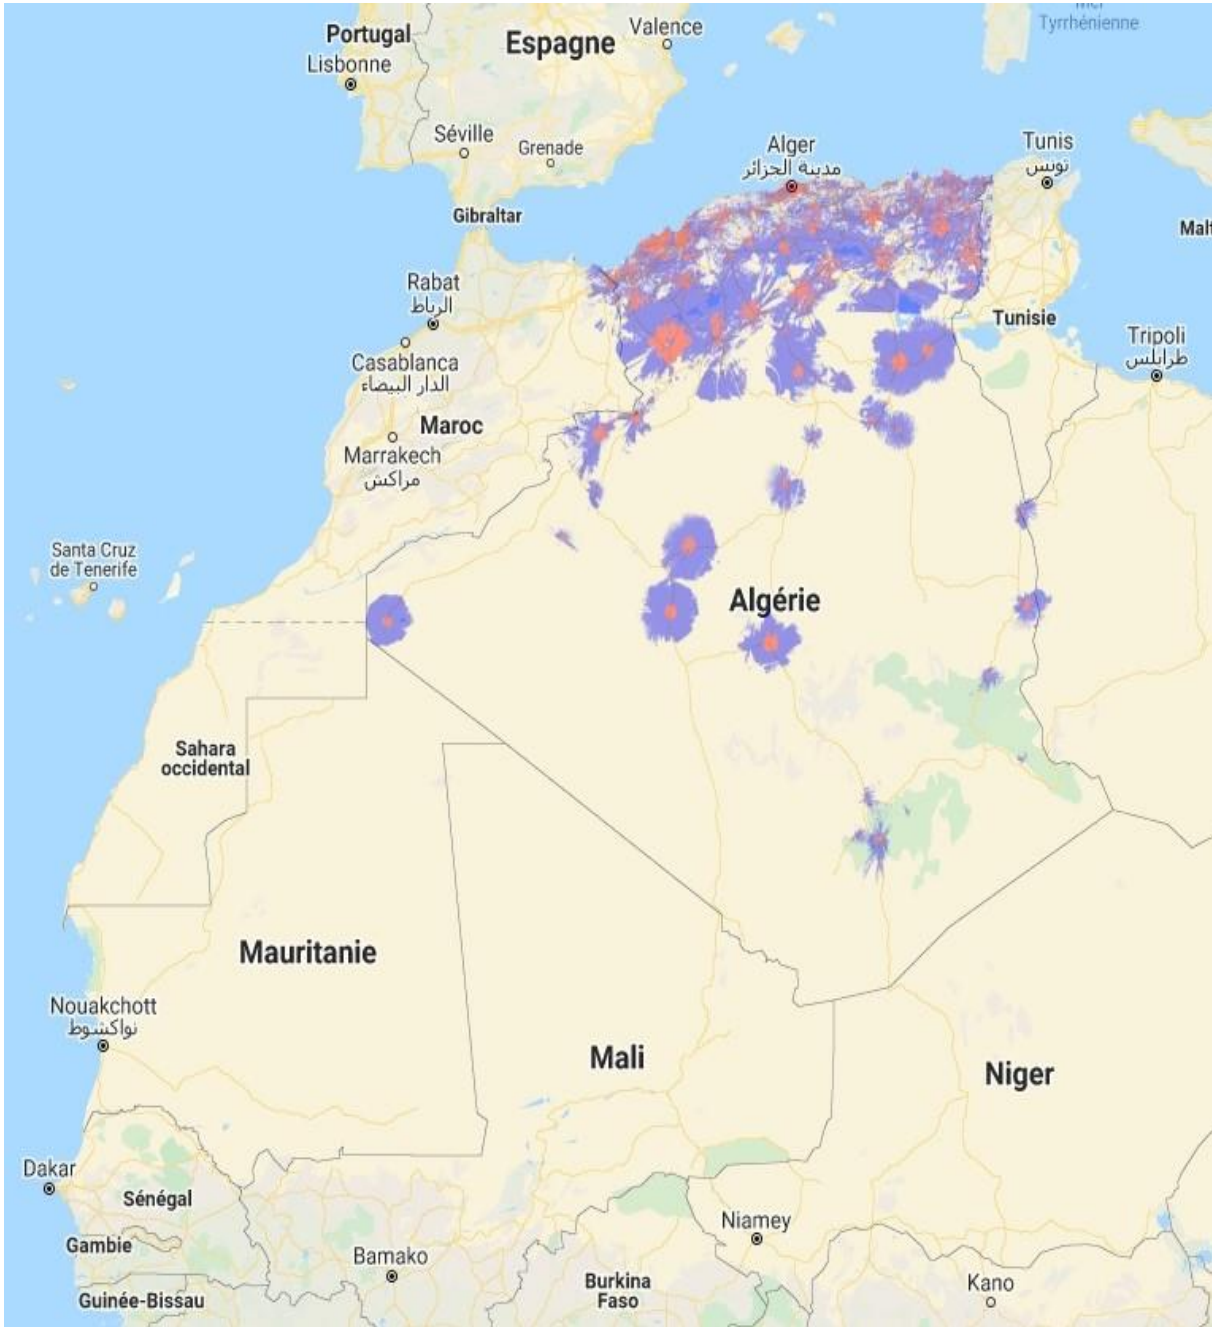 Mer
Tyrrhénienne
Portugal
Lisbonne
Espagne
Valence
Séville
Grenade
Gibraltar
Alger
مدينة الجزائر
Tunis
تونس
Rabat
الرباط
Casablanca
الدار البيضاء
Maroc
Marrakech
مراكش
Tunisie
Tripoli
طرابلس
Santa Cruz
de Tenerife
Algérie
Sahara
occidental
Mauritanie
Nouakchott
نواكشوط
Mali
Niger
Dakar
Sénégal
Gambie
Guinée-Bissau
Bamako
Niamey
Burkina
Faso
Kano